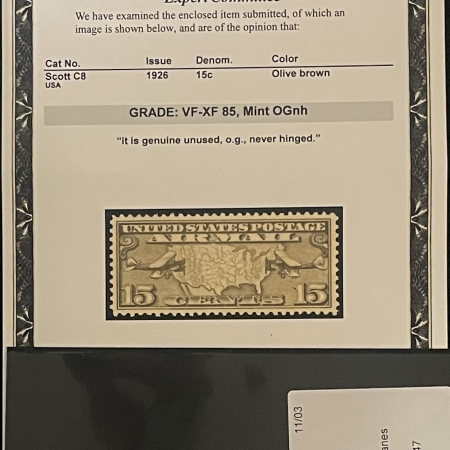 Expert Committee
We have examined the enclosed item submitted, of which an
image is shown below, and are of the opinion that:
Cat No. Issue Denom. Color
Scott C8 1926 15c Olive brown
USA
GRADE: VF-XF 85, Mint OGnh
"it is genuine unused, o.g., never hinged."
UNITED STATES POSTAGE
AIR MAIL
15 CENTS 15
11/03
anes
47